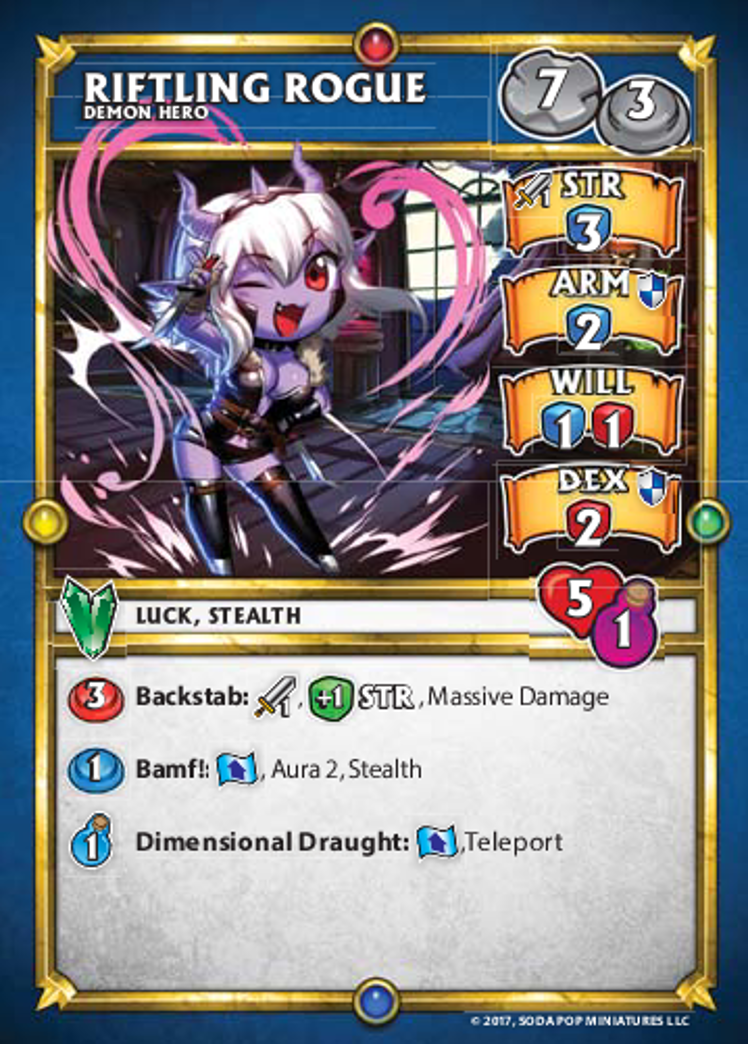 RIFTLING ROGUE
DEMON HERO
7 3
STR
3
ARM
2
WILL
1 1
DEX
2
LUCK, STEALTH
5 1
3 Backstab: 1, +1 STR, Massive Damage
1 Bamf!: , Aura 2, Stealth
1 Dimensional Draught: ,Teleport
© 2017, SODA POP MINIATURES LLC